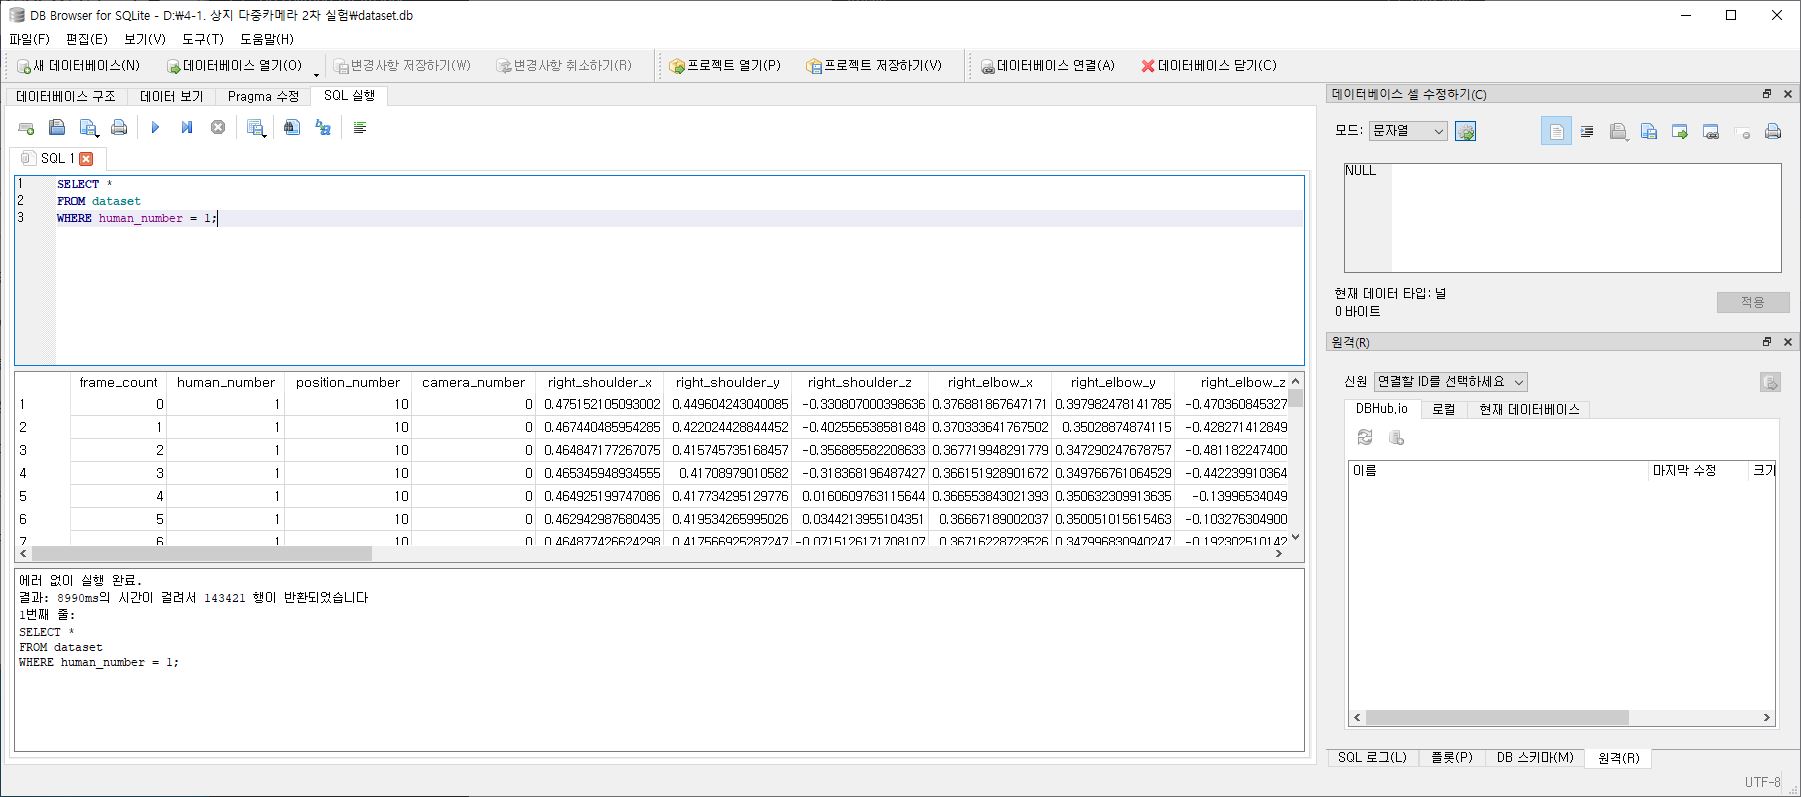 DB Browser for SQLite - D:₩4-1. 상지 다중카메라 2차 실험₩dataset.db
파일(F) 편집(E) 보기(V) 도구(T) 도움말(H)
새 데이터베이스(N) 데이터베이스 열기(O) 변경사항 저장하기(W) 변경사항 취소하기(R) 프로젝트 열기(P) 프로젝트 저장하기(V) 데이터베이스 연결(A) 데이터베이스 닫기(C)
데이터베이스 구조 데이터 보기 Pragma 수정 SQL 실행
SQL 1
1 SELECT *
2 FROM dataset
3 WHERE human_number = 1;
frame_count human_number position_number camera_number right_shoulder_x right_shoulder_y right_shoulder_z right_elbow_x right_elbow_y right_elbow_z
1 0 1 10 0 0.475152105093002 0.449604243040085 -0.330807000398636 0.376881867647171 0.397982478141785 -0.470360845327
2 1 1 10 0 0.467440485954285 0.422024428844452 -0.402556538581848 0.370333641767502 0.35028874874115 -0.428271412849
3 2 1 10 0 0.464847177267075 0.415745735168457 -0.356885582208633 0.367719948291779 0.347290247678757 -0.481182247400
4 3 1 10 0 0.465345948934555 0.41708979010582 -0.318368196487427 0.366151928901672 0.349766761064529 -0.442239910364
5 4 1 10 0 0.464925199747086 0.417734295129776 0.0160609763115644 0.366553843021393 0.350632309913635 -0.13996534049
6 5 1 10 0 0.462942987680435 0.419534265995026 0.0344213955104351 0.36667189002037 0.350051015615463 -0.103276304900
7 6 1 10 0 0.464877426624298 0.417566925287247 -0.0715126171708107 0.36716228723526 0.347996830940247 -0.192302510142
에러 없이 실행 완료.
결과: 8990ms의 시간이 걸려서 143421 행이 반환되었습니다
1번째 줄:
SELECT *
FROM dataset
WHERE human_number = 1;
데이터베이스 셀 수정하기(C)
모드: 문자열
NULL
현재 데이터 타입: 널
0 바이트
적용
원격(R)
신원 연결할 ID를 선택하세요
DBHub.io 로컬 현재 데이터베이스
이름 마지막 수정 크기
SQL 로그(L) 플롯(P) DB 스키마(M) 원격(R)
UTF-8